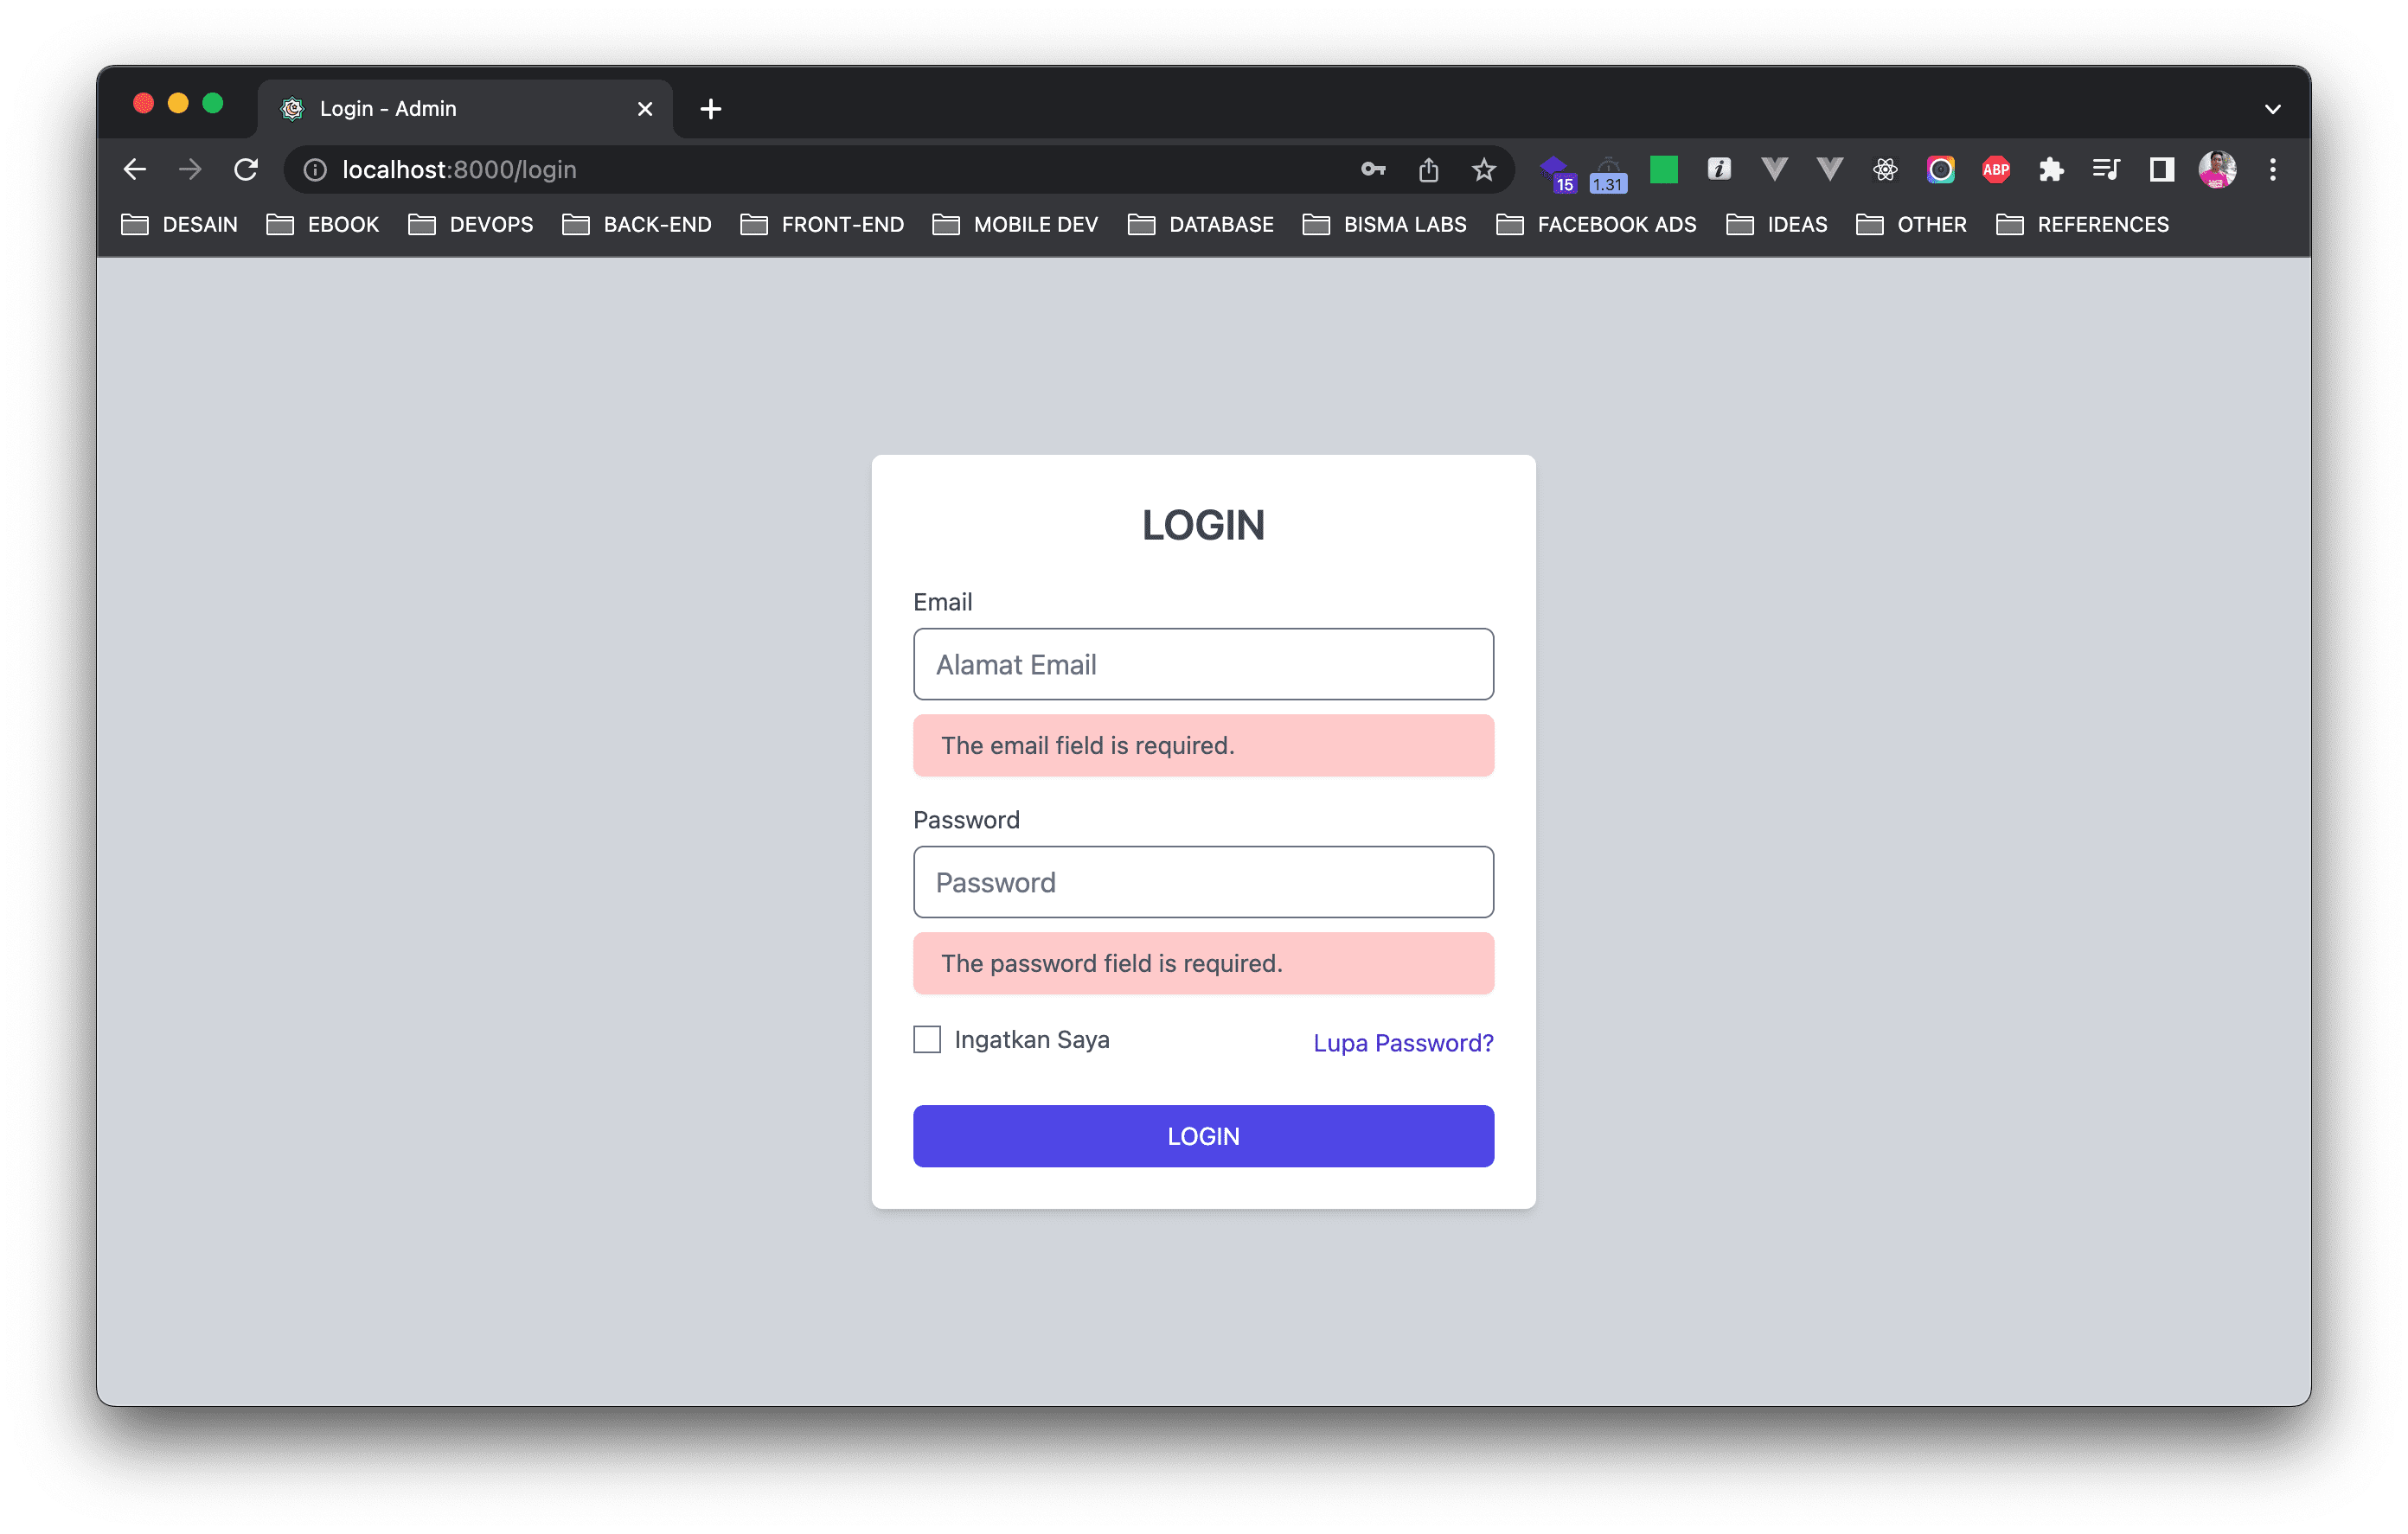 Login - Admin
localhost:8000/login
15
1.31
i
ABP
DESAIN
EBOOK
DEVOPS
BACK-END
FRONT-END
MOBILE DEV
DATABASE
BISMA LABS
FACEBOOK ADS
IDEAS
OTHER
REFERENCES
LOGIN
Email
Alamat Email
The email field is required.
Password
Password
The password field is required.
Ingatkan Saya
Lupa Password?
LOGIN